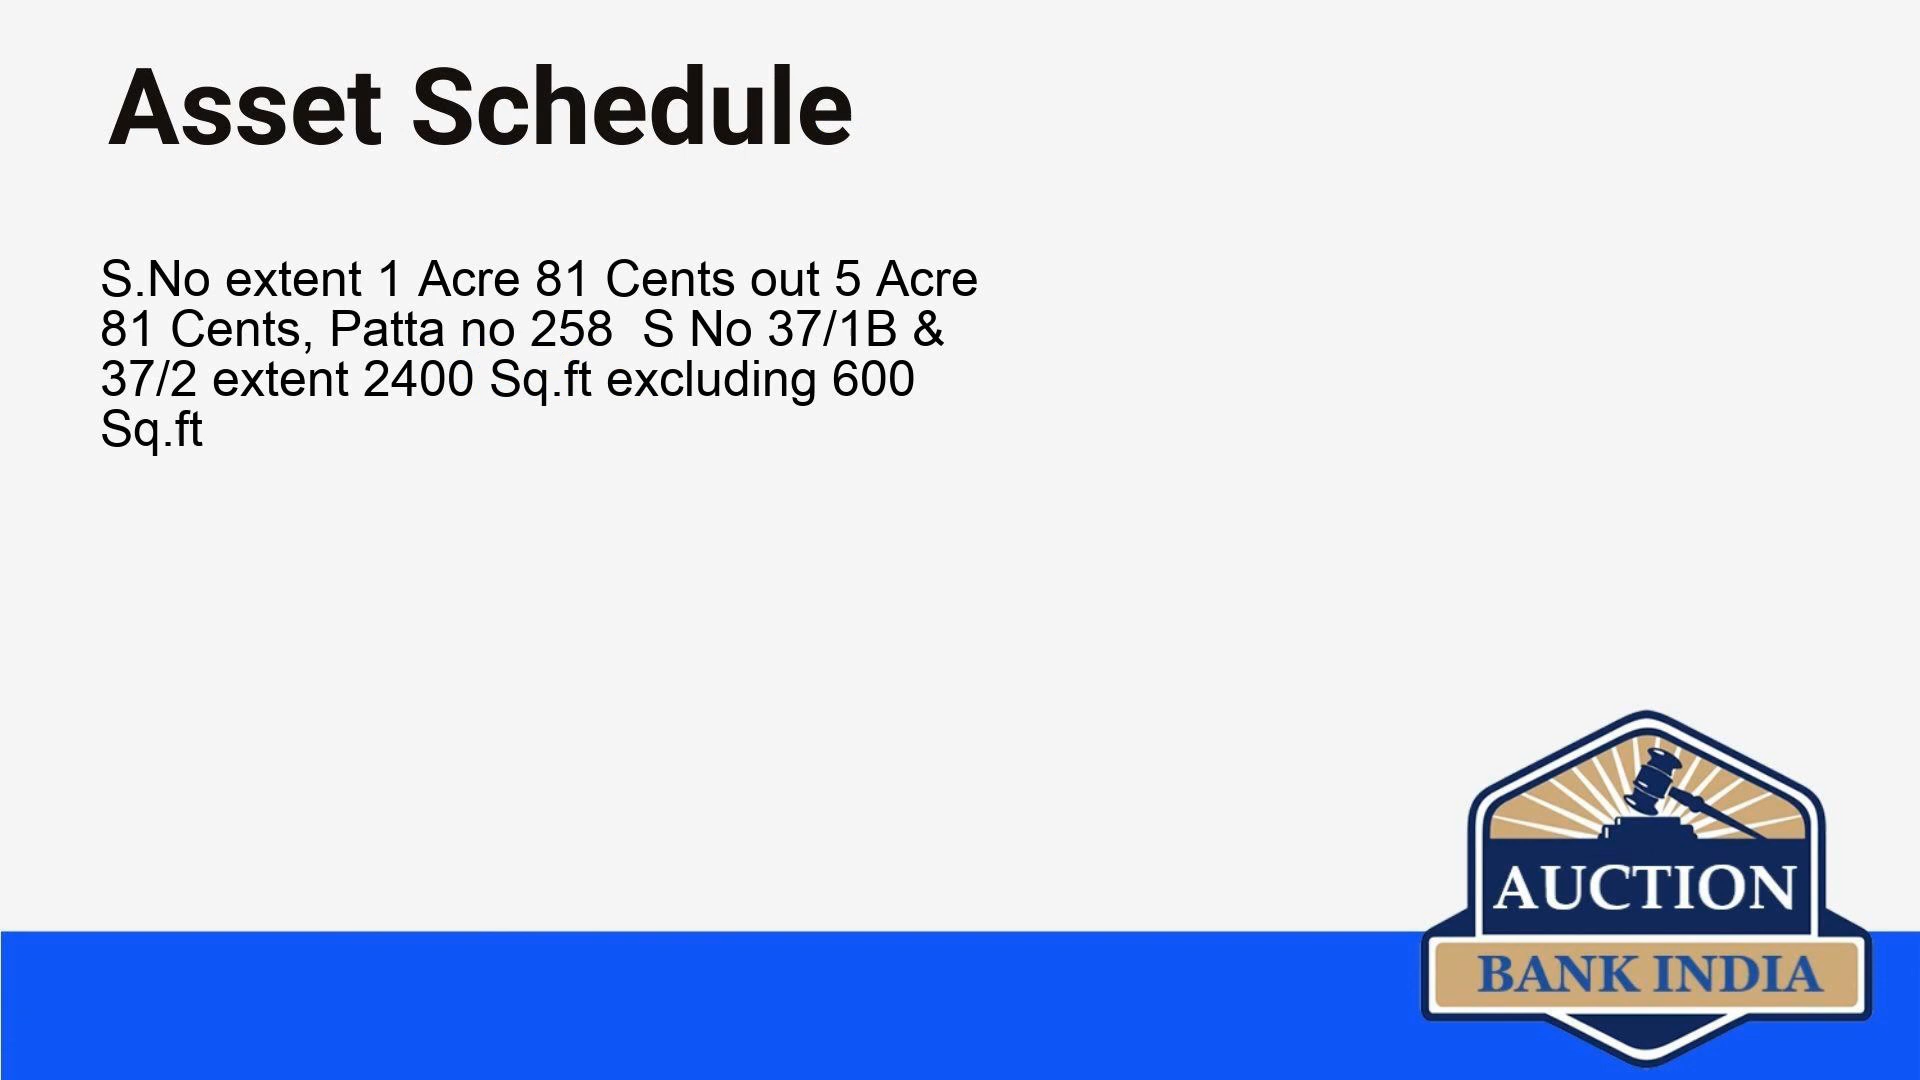 Asset Schedule
S.No extent 1 Acre 81 Cents out 5 Acre
81 Cents, Patta no 258  S No 37/1B &
37/2 extent 2400 Sq.ft excluding 600
Sq.ft
AUCTION
BANK INDIA